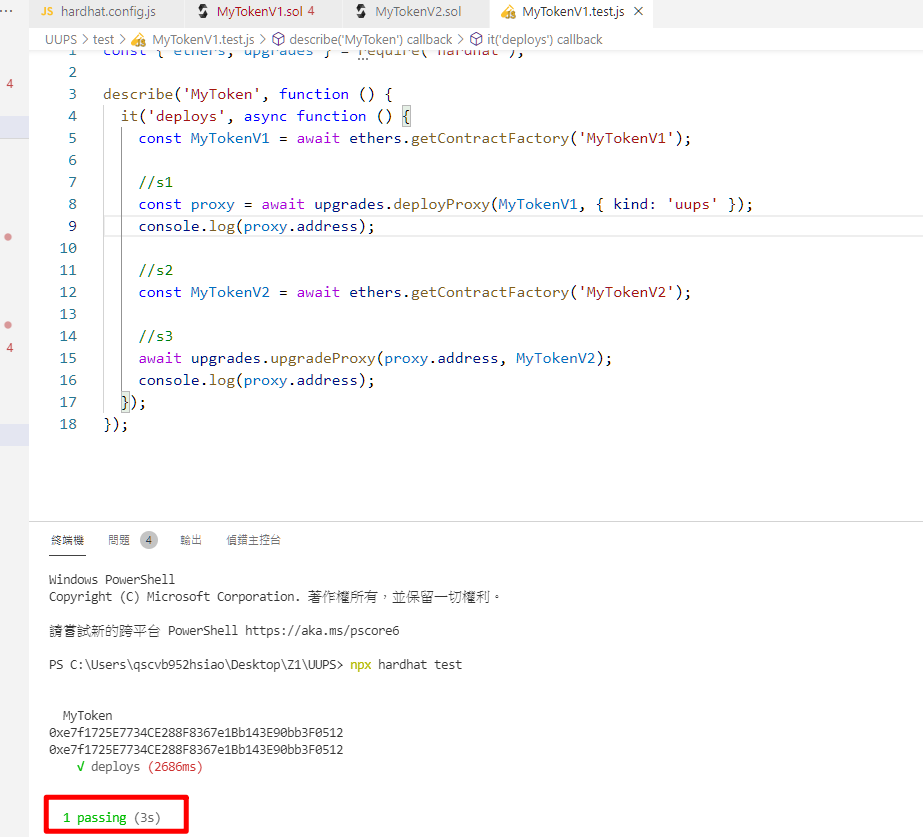 JS hardhat.config.js MyTokenV1.sol 4 MyTokenV2.sol MyTokenV1.test.js ×
UUPS > test > MyTokenV1.test.js > describe('MyToken') callback > it('deploys') callback
1 const { ethers, upgrades } = require('hardhat');
2
3 describe('MyToken', function () {
4 it('deploys', async function () {
5 const MyTokenV1 = await ethers.getContractFactory('MyTokenV1');
6
7 //s1
8 const proxy = await upgrades.deployProxy(MyTokenV1, { kind: 'uups' });
9 console.log(proxy.address);
10
11 //s2
12 const MyTokenV2 = await ethers.getContractFactory('MyTokenV2');
13
14 //s3
15 await upgrades.upgradeProxy(proxy.address, MyTokenV2);
16 console.log(proxy.address);
17 });
18 });
4
4
終端機 問題 4 輸出 偵錯主控台
Windows PowerShell
Copyright (C) Microsoft Corporation. 著作權所有，並保留一切權利。
請嘗試新的跨平台 PowerShell https://aka.ms/pscore6
PS C:\Users\qscvb952hsiao\Desktop\Z1\UUPS> npx hardhat test
MyToken
0xe7f1725E7734CE288F8367e1Bb143E90bb3F0512
0xe7f1725E7734CE288F8367e1Bb143E90bb3F0512
√ deploys (2686ms)
1 passing (3s)